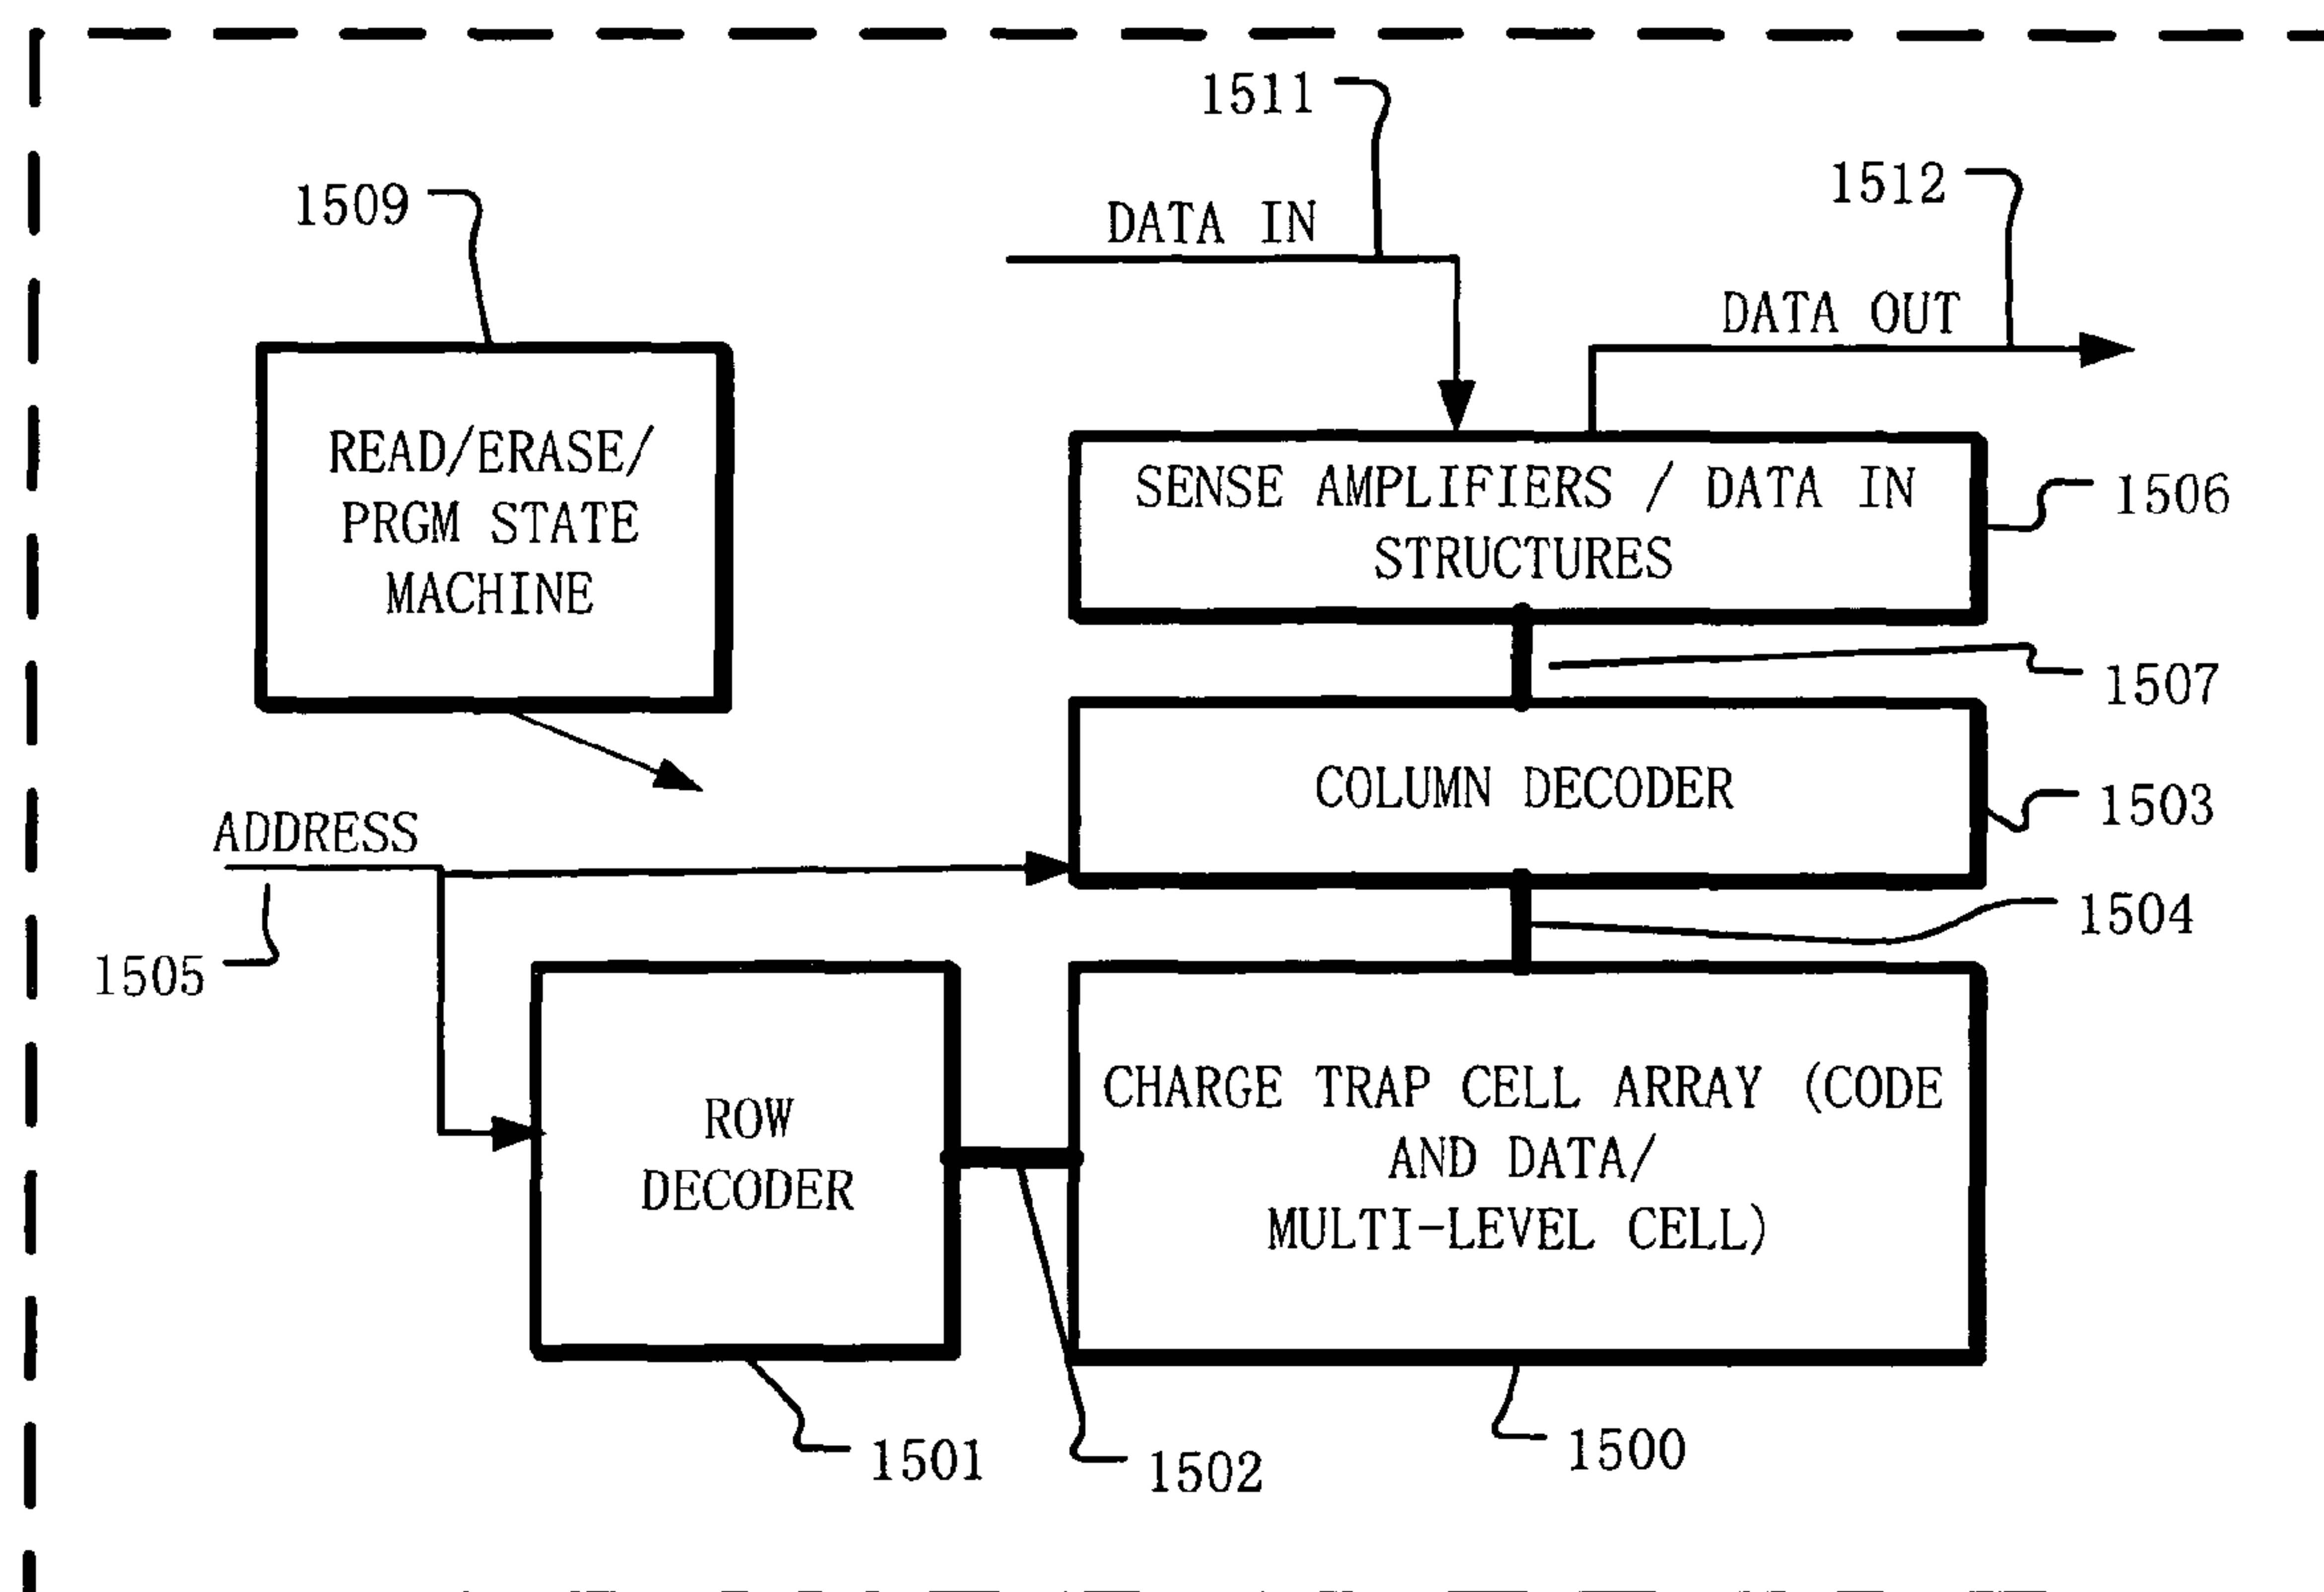 1511
1512
1509
DATA IN
DATA OUT
READ/ERASE/
PRGM STATE
MACHINE
SENSE AMPLIFIERS / DATA IN
STRUCTURES
1506
1507
COLUMN DECODER
1503
ADDRESS
1504
1505
ROW
DECODER
CHARGE TRAP CELL ARRAY (CODE
AND DATA/
MULTI-LEVEL CELL)
1501
1502
1500